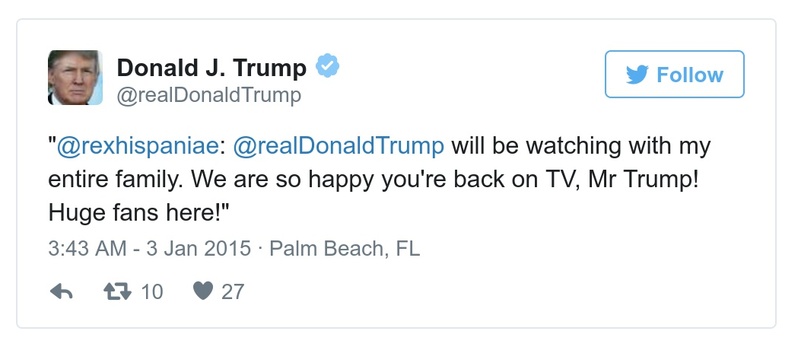 Donald J. Trump
@realDonaldTrump
Follow
"@rexhispaniae: @realDonaldTrump will be watching with my
entire family. We are so happy you're back on TV, Mr Trump!
Huge fans here!"
3:43 AM - 3 Jan 2015 · Palm Beach, FL
10 27